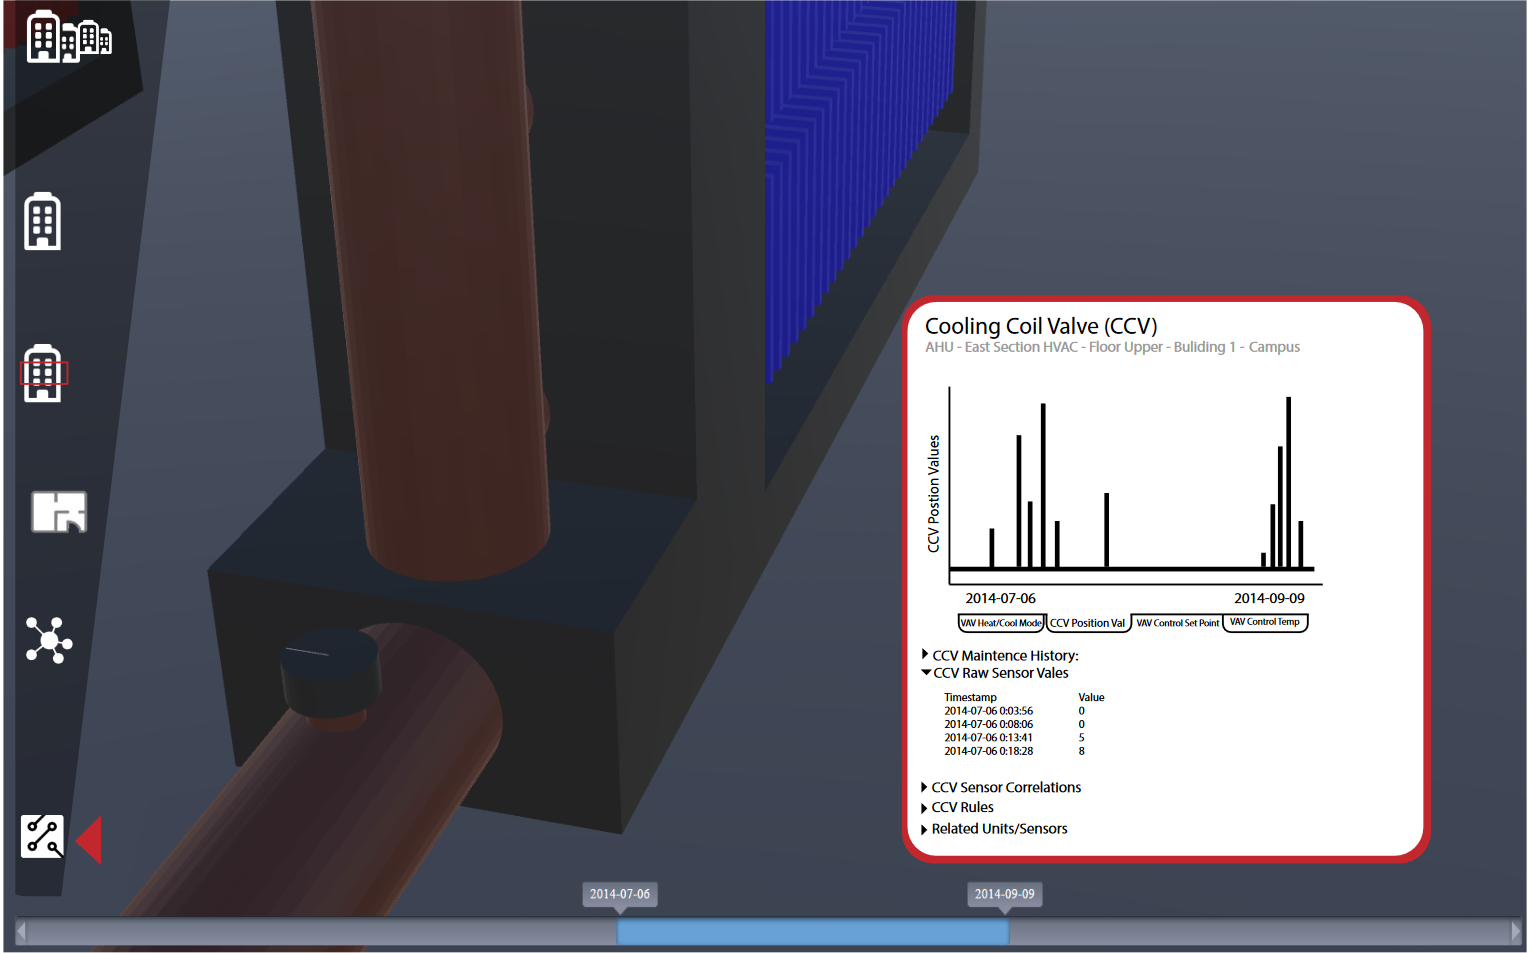 Cooling Coil Valve (CCV)
AHU - East Section HVAC - Floor Upper - Buliding 1 - Campus
CCV Postion Values
2014-07-06 2014-09-09
VAV Heat/Cool Mode CCV Position Val VAV Control Set Point VAV Control Temp
CCV Maintence History:
CCV Raw Sensor Vales
Timestamp Value
2014-07-06 0:03:56 0
2014-07-06 0:08:06 0
2014-07-06 0:13:41 5
2014-07-06 0:18:28 8
CCV Sensor Correlations
CCV Rules
Related Units/Sensors
2014-07-06 2014-09-09